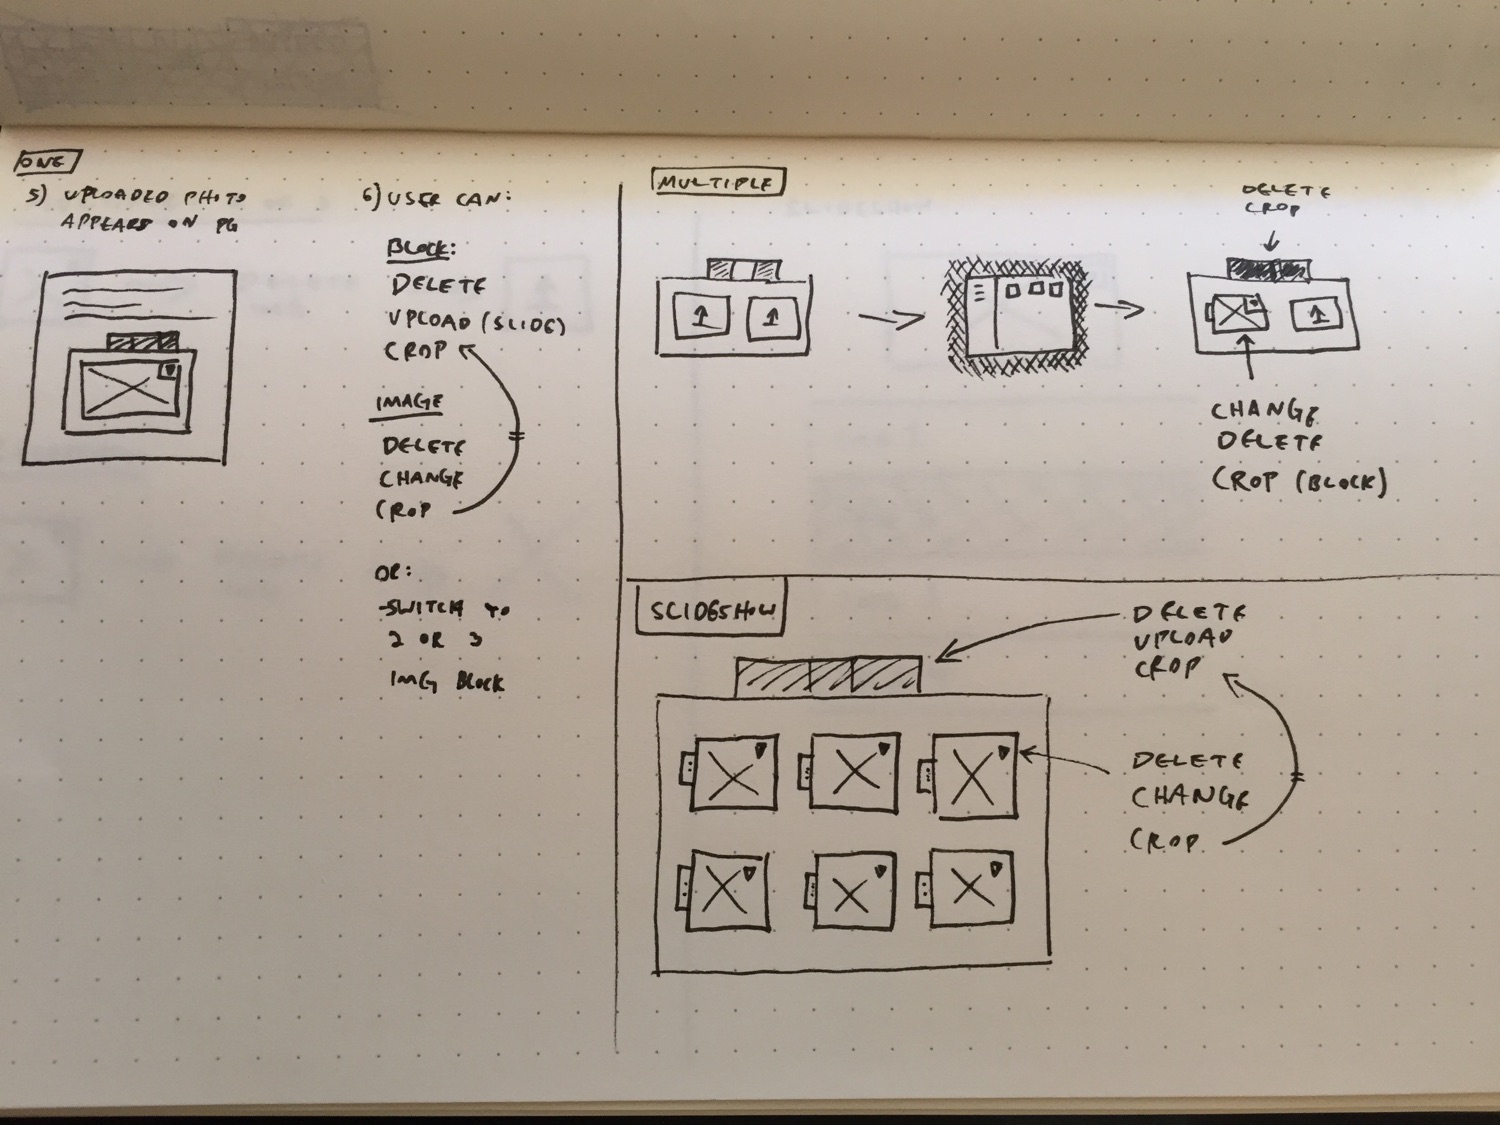 ONE
5) UPLOADED PHOTO
APPEARS ON PG
6) USER CAN:
BLOCK:
DELETE
UPLOAD (SLIDE)
CROP
IMAGE
DELETE
CHANGE
CROP
OR:
-SWITCH TO
2 OR 3
IMG BLOCK
MULTIPLE
DELETE
CROP
CHANGE
DELETE
CROP (BLOCK)
SLIDESHOW
DELETE
UPLOAD
CROP
DELETE
CHANGE
CROP